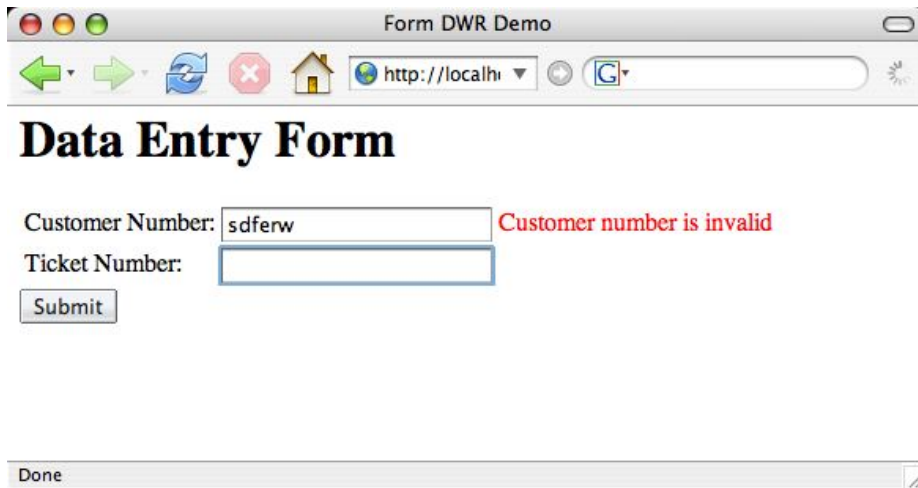 Form DWR Demo
http://localh
G
Data Entry Form
Customer Number: sdferw Customer number is invalid
Ticket Number:
Submit
Done